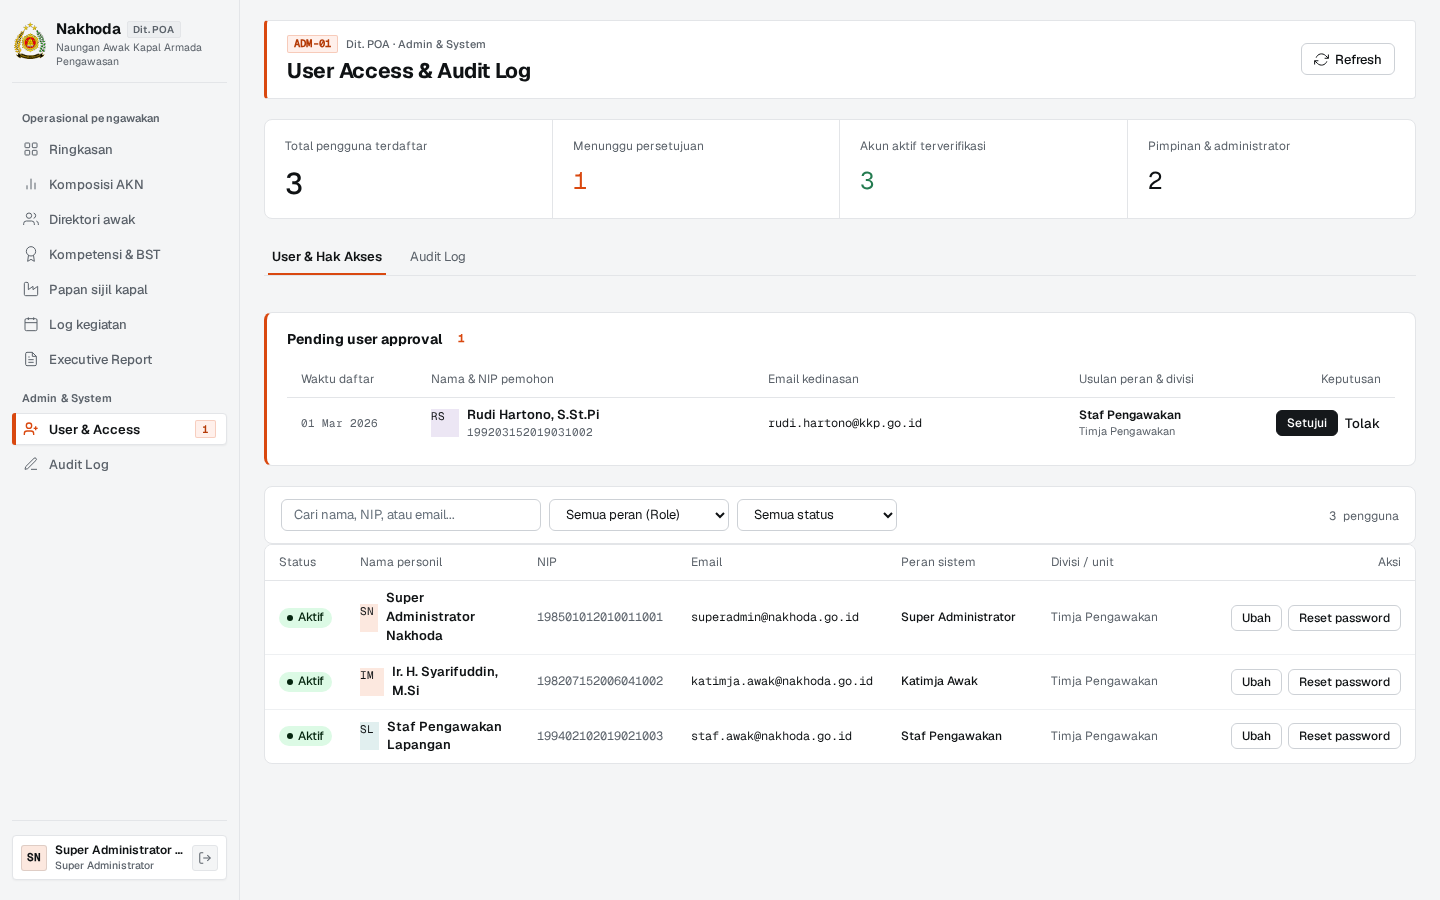 Nakhoda Dit. POA
Naungan Awak Kapal Armada
Pengawasan
Operasional pengawakan
Ringkasan
Komposisi AKN
Direktori awak
Kompetensi & BST
Papan sijil kapal
Log kegiatan
Executive Report
Admin & System
User & Access 1
Audit Log
SN Super Administrator ...
Super Administrator
ADM-01 Dit. POA · Admin & System
User Access & Audit Log
Refresh
Total pengguna terdaftar
3
Menunggu persetujuan
1
Akun aktif terverifikasi
3
Pimpinan & administrator
2
User & Hak Akses Audit Log
Pending user approval 1
Waktu daftar Nama & NIP pemohon Email kedinasan Usulan peran & divisi Keputusan
01 Mar 2026 RS Rudi Hartono, S.St.Pi rudi.hartono@kkp.go.id Staf Pengawakan Setujui Tolak
199203152019031002 Timja Pengawakan
Cari nama, NIP, atau email... Semua peran (Role) Semua status 3 pengguna
Status Nama personil NIP Email Peran sistem Divisi / unit Aksi
Aktif SN Super Administrator Nakhoda 198501012010011001 superadmin@nakhoda.go.id Super Administrator Timja Pengawakan Ubah Reset password
Aktif IM Ir. H. Syarifuddin, M.Si 198207152006041002 katimja.awak@nakhoda.go.id Katimja Awak Timja Pengawakan Ubah Reset password
Aktif SL Staf Pengawakan Lapangan 199402102019021003 staf.awak@nakhoda.go.id Staf Pengawakan Timja Pengawakan Ubah Reset password